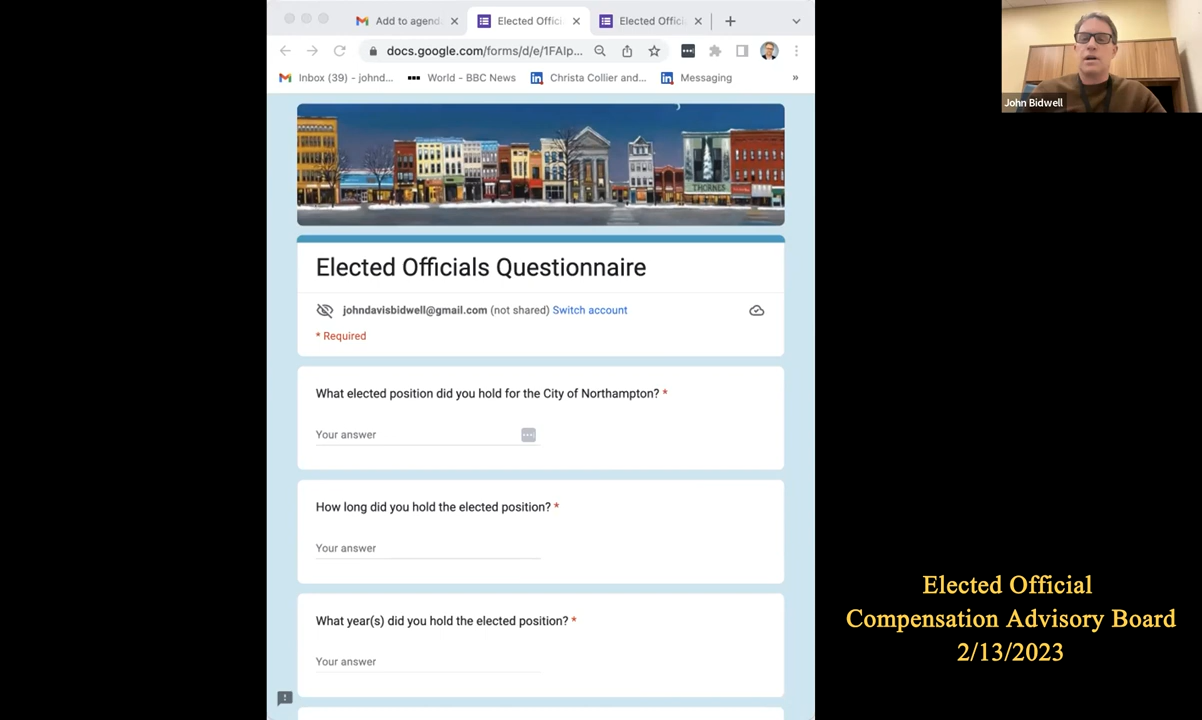 Add to agend
Elected Offici
Elected Offici
docs.google.com/forms/d/e/1FAIp...
Inbox (39) - johnd...
World - BBC News
Christa Collier and...
Messaging
»
THORNES
Elected Officials Questionnaire
johndavisbidwell@gmail.com (not shared) Switch account
* Required
What elected position did you hold for the City of Northampton? *
Your answer
How long did you hold the elected position? *
Your answer
What year(s) did you hold the elected position? *
Your answer
John Bidwell
Elected Official
Compensation Advisory Board
2/13/2023